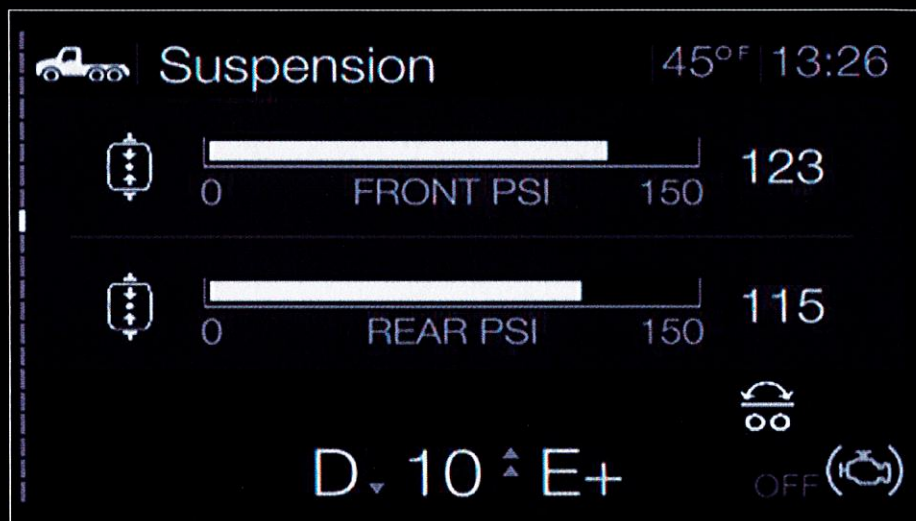 Suspension 45°F 13:26
123
0 FRONT PSI 150
115
0 REAR PSI 150
D 10 E+
OFF